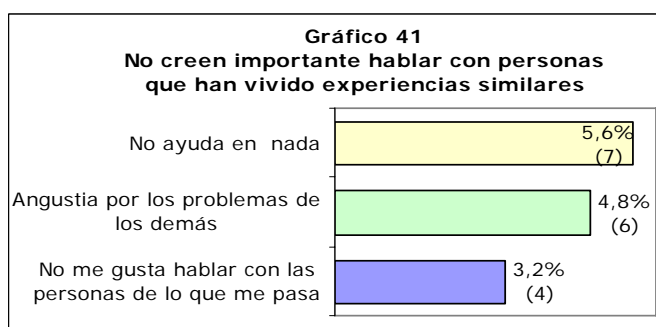 Gráfico 41
No creen importante hablar con personas
que han vivido experiencias similares
No ayuda en nada
5,6%
(7)
Angustia por los problemas de
los demás
4,8%
(6)
No me gusta hablar con las
personas de lo que me pasa
3,2%
(4)